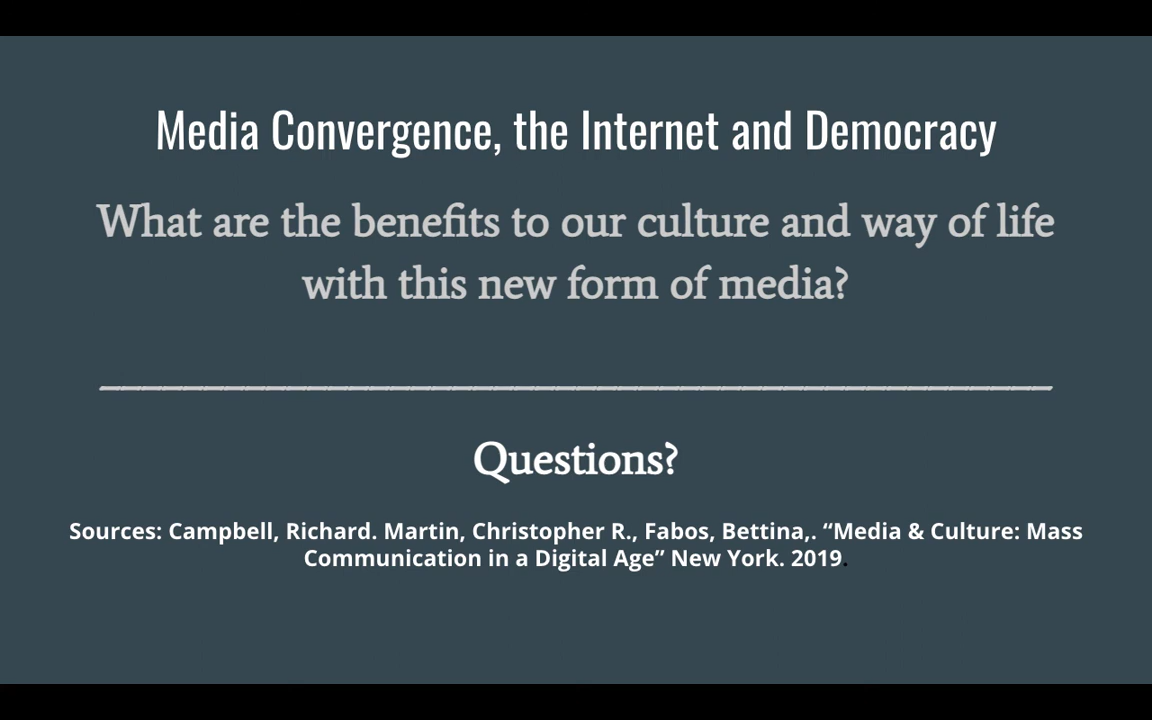 Media Convergence, the Internet and Democracy
What are the benefits to our culture and way of life
with this new form of media?
Questions?
Sources: Campbell, Richard. Martin, Christopher R., Fabos, Bettina,. “Media & Culture: Mass
Communication in a Digital Age” New York. 2019.